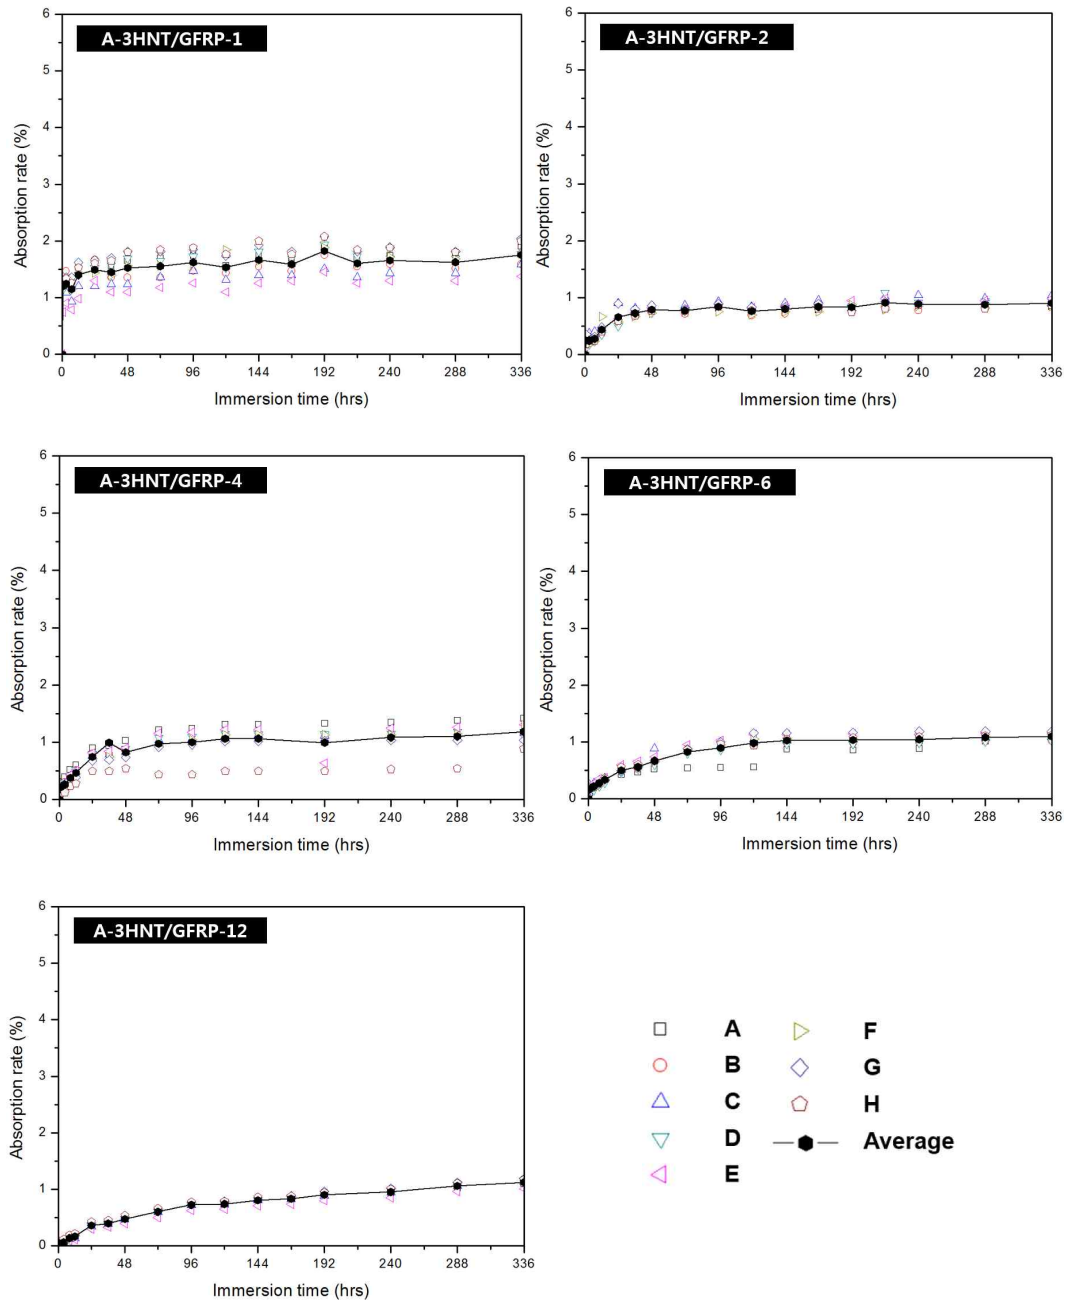 A-3HNT/GFRP-1
Absorption rate (%)
6
5
4
3
2
1
0
0 48 96 144 192 240 288 336
Immersion time (hrs)
A-3HNT/GFRP-2
Absorption rate (%)
6
5
4
3
2
1
0
0 48 96 144 192 240 288 336
Immersion time (hrs)
A-3HNT/GFRP-4
Absorption rate (%)
6
5
4
3
2
1
0
0 48 96 144 192 240 288 336
Immersion time (hrs)
A-3HNT/GFRP-6
Absorption rate (%)
6
5
4
3
2
1
0
0 48 96 144 192 240 288 336
Immersion time (hrs)
A-3HNT/GFRP-12
Absorption rate (%)
6
5
4
3
2
1
0
0 48 96 144 192 240 288 336
Immersion time (hrs)
A
B
C
D
E
F
G
H
Average